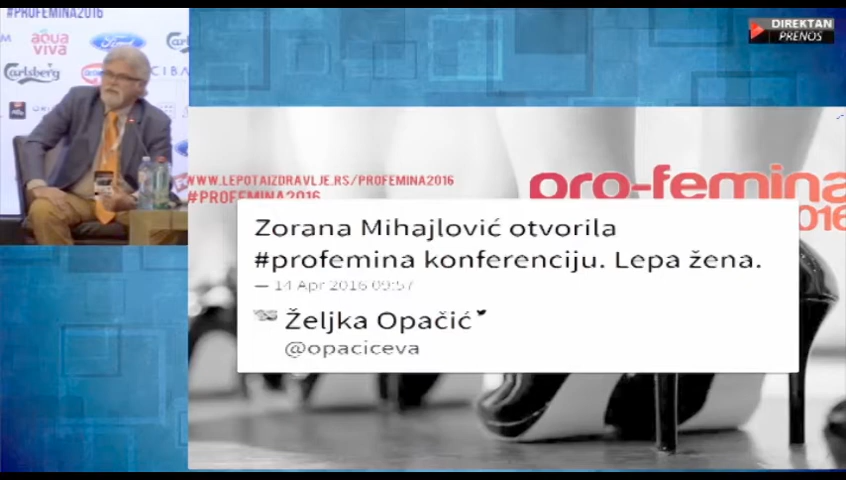 #PROFEMINA2016
aqua
viva
Ford
Carlsberg
DIREKTAN
PRENOS
WWW.LEPOTAIZDRAVLJE.RS/PROFEMINA2016
#PROFEMINA2016
pro-femina
2016
Zorana Mihajlović otvorila
#profemina konferenciju. Lepa žena.
— 14 Apr 2016 09:57
Željka Opačić
@opaciceva